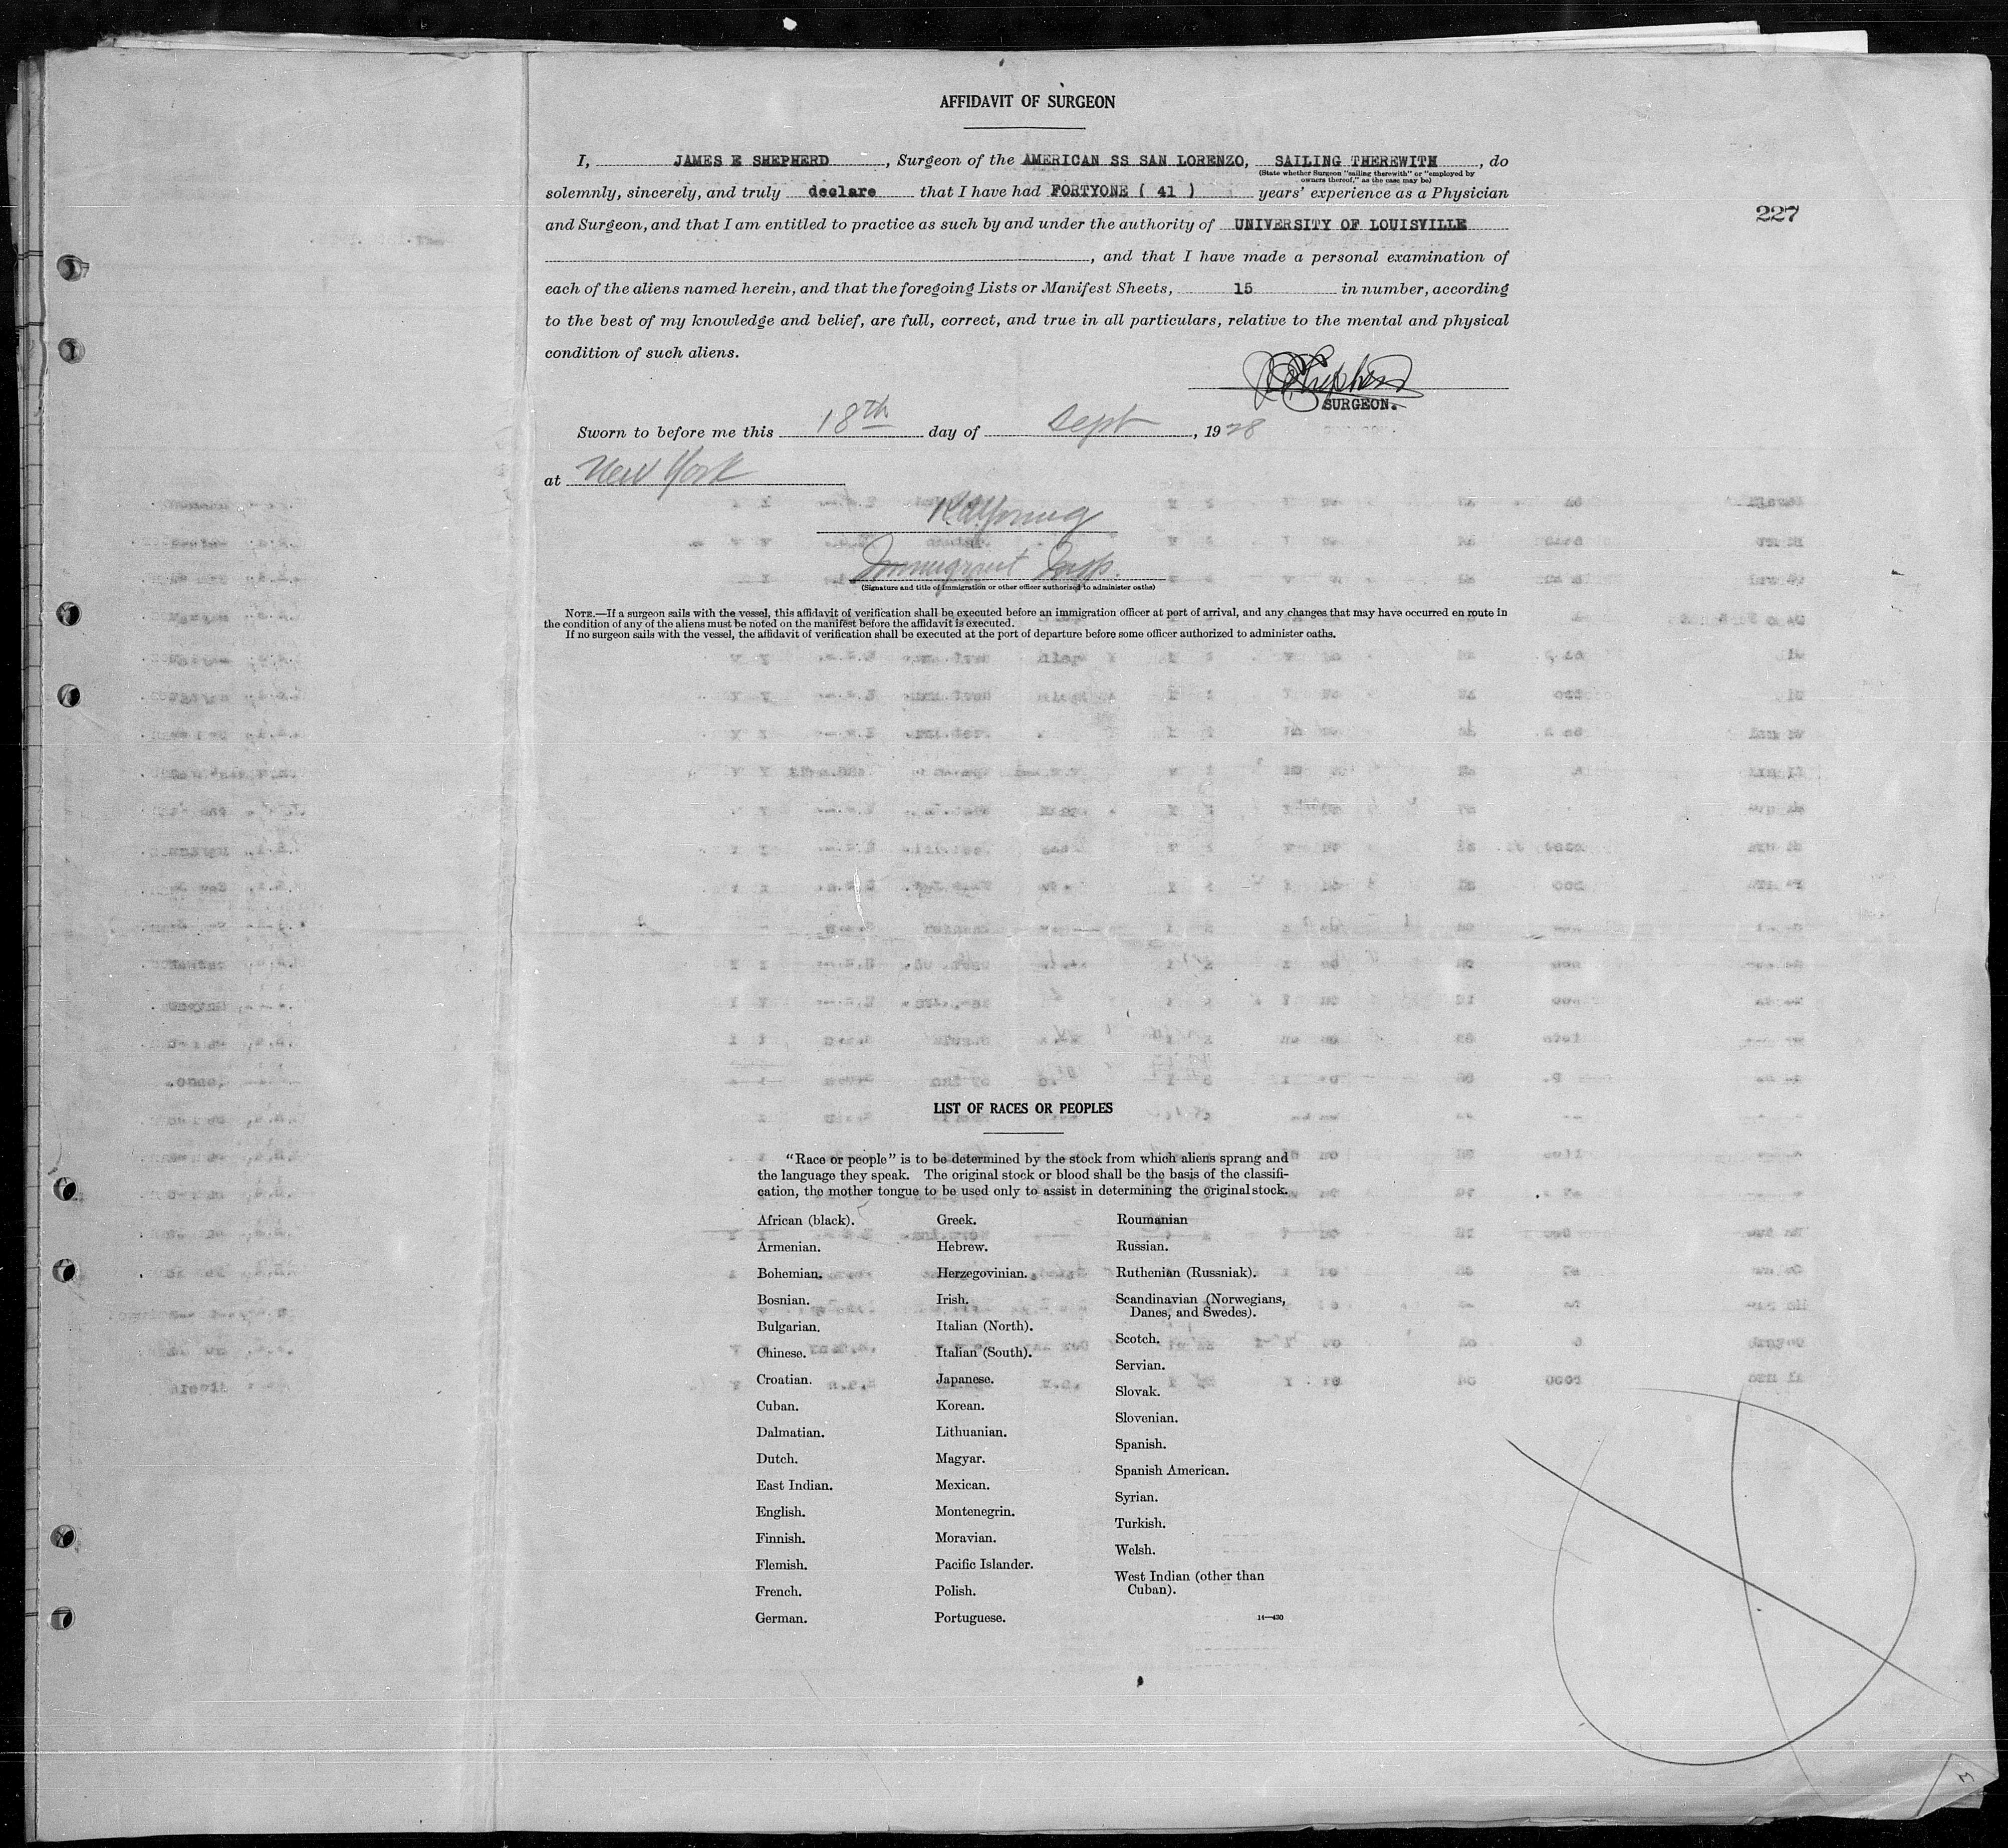 AFFIDAVIT OF SURGEON
I, JAMES E SHEPHERD, Surgeon of the AMERICAN SS SAN LORENZO, SAILING THEREWITH, do
(State whether Surgeon "sailing therewith" or "employed by
owners thereof," as the case may be)
solemnly, sincerely, and truly declare that I have had FORTYONE ( 41 ) years' experience as a Physician
227
and Surgeon, and that I am entitled to practice as such by and under the authority of UNIVERSITY OF LOUISVILLE
, and that I have made a personal examination of
each of the aliens named herein, and that the foregoing Lists or Manifest Sheets, 15 in number, according
to the best of my knowledge and belief, are full, correct, and true in all particulars, relative to the mental and physical
condition of such aliens.
SURGEON.
Sworn to before me this 18th day of Sept, 1928
at New York
Immigrant Insp.
(Signature and title of immigration or other officer authorized to administer oaths)
NOTE.—If a surgeon sails with the vessel, this affidavit of verification shall be executed before an immigration officer at port of arrival, and any changes that may have occurred en route in
the condition of any of the aliens must be noted on the manifest before the affidavit is executed.
If no surgeon sails with the vessel, the affidavit of verification shall be executed at the port of departure before some officer authorized to administer oaths.
LIST OF RACES OR PEOPLES
"Race or people" is to be determined by the stock from which aliens sprang and
the language they speak. The original stock or blood shall be the basis of the classifi-
cation, the mother tongue to be used only to assist in determining the original stock.
African (black).
Armenian.
Bohemian.
Bosnian.
Bulgarian.
Chinese.
Croatian.
Cuban.
Dalmatian.
Dutch.
East Indian.
English.
Finnish.
Flemish.
French.
German.
Greek.
Hebrew.
Herzegovinian.
Irish.
Italian (North).
Italian (South).
Japanese.
Korean.
Lithuanian.
Magyar.
Mexican.
Montenegrin.
Moravian.
Pacific Islander.
Polish.
Portuguese.
Roumanian
Russian.
Ruthenian (Russniak).
Scandinavian (Norwegians,
Danes, and Swedes).
Scotch.
Servian.
Slovak.
Slovenian.
Spanish.
Spanish American.
Syrian.
Turkish.
Welsh.
West Indian (other than
Cuban).
14—430